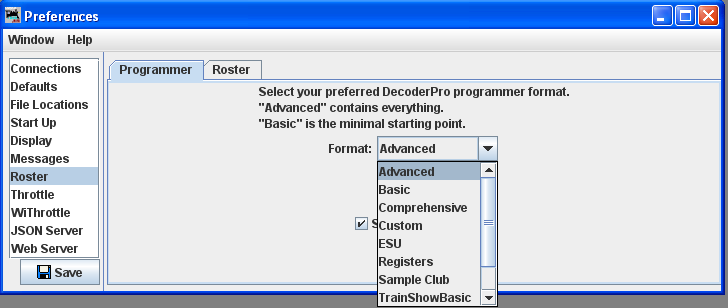 Preferences
Window Help
Connections
Defaults
File Locations
Start Up
Display
Messages
Roster
Throttle
WiThrottle
JSON Server
Web Server
Save
Programmer Roster
Select your preferred DecoderPro programmer format.
"Advanced" contains everything.
"Basic" is the minimal starting point.
Format: Advanced
Advanced
Basic
Comprehensive
Custom
ESU
Registers
Sample Club
TrainShowBasic